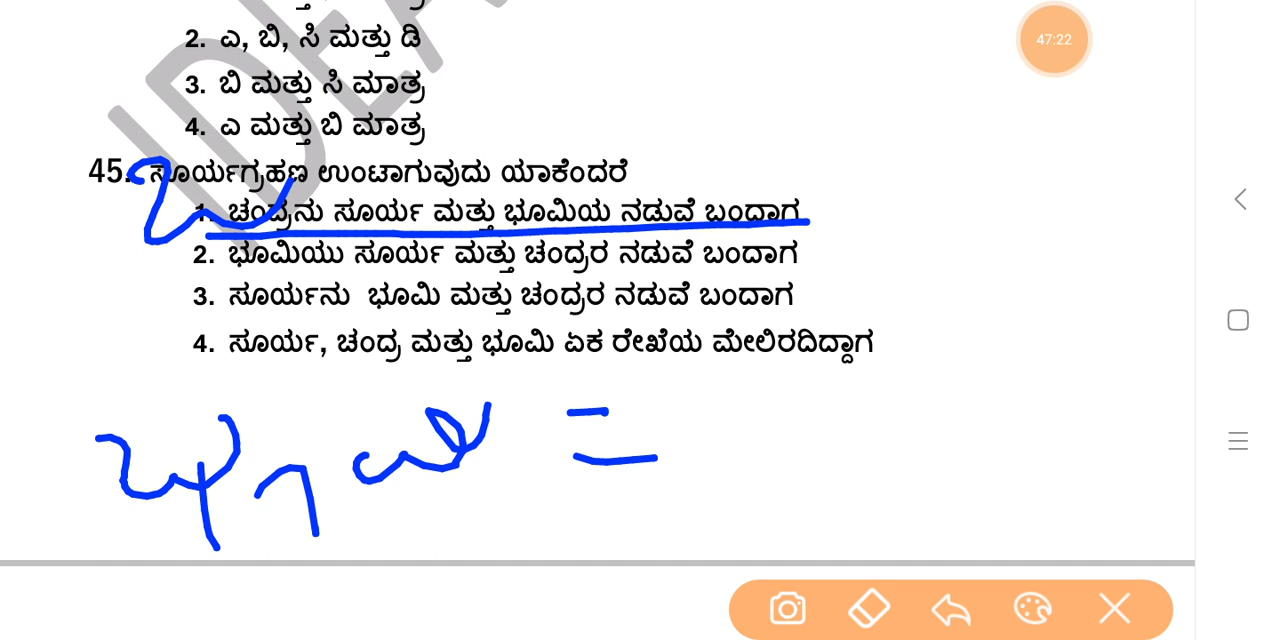 47:22
2. ಎ, ಬಿ, ಸಿ ಮತ್ತು ಡಿ
3. ಬಿ ಮತ್ತು ಸಿ ಮಾತ್ರ
4. ಎ ಮತ್ತು ಬಿ ಮಾತ್ರ
45. ಸೂರ್ಯಗ್ರಹಣ ಉಂಟಾಗುವುದು ಯಾಕೆಂದರೆ
1. ಚಂದ್ರನು ಸೂರ್ಯ ಮತ್ತು ಭೂಮಿಯ ನಡುವೆ ಬಂದಾಗ
2. ಭೂಮಿಯು ಸೂರ್ಯ ಮತ್ತು ಚಂದ್ರರ ನಡುವೆ ಬಂದಾಗ
3. ಸೂರ್ಯನು ಭೂಮಿ ಮತ್ತು ಚಂದ್ರರ ನಡುವೆ ಬಂದಾಗ
4. ಸೂರ್ಯ, ಚಂದ್ರ ಮತ್ತು ಭೂಮಿ ಏಕ ರೇಖೆಯ ಮೇಲಿರದಿದ್ದಾಗ